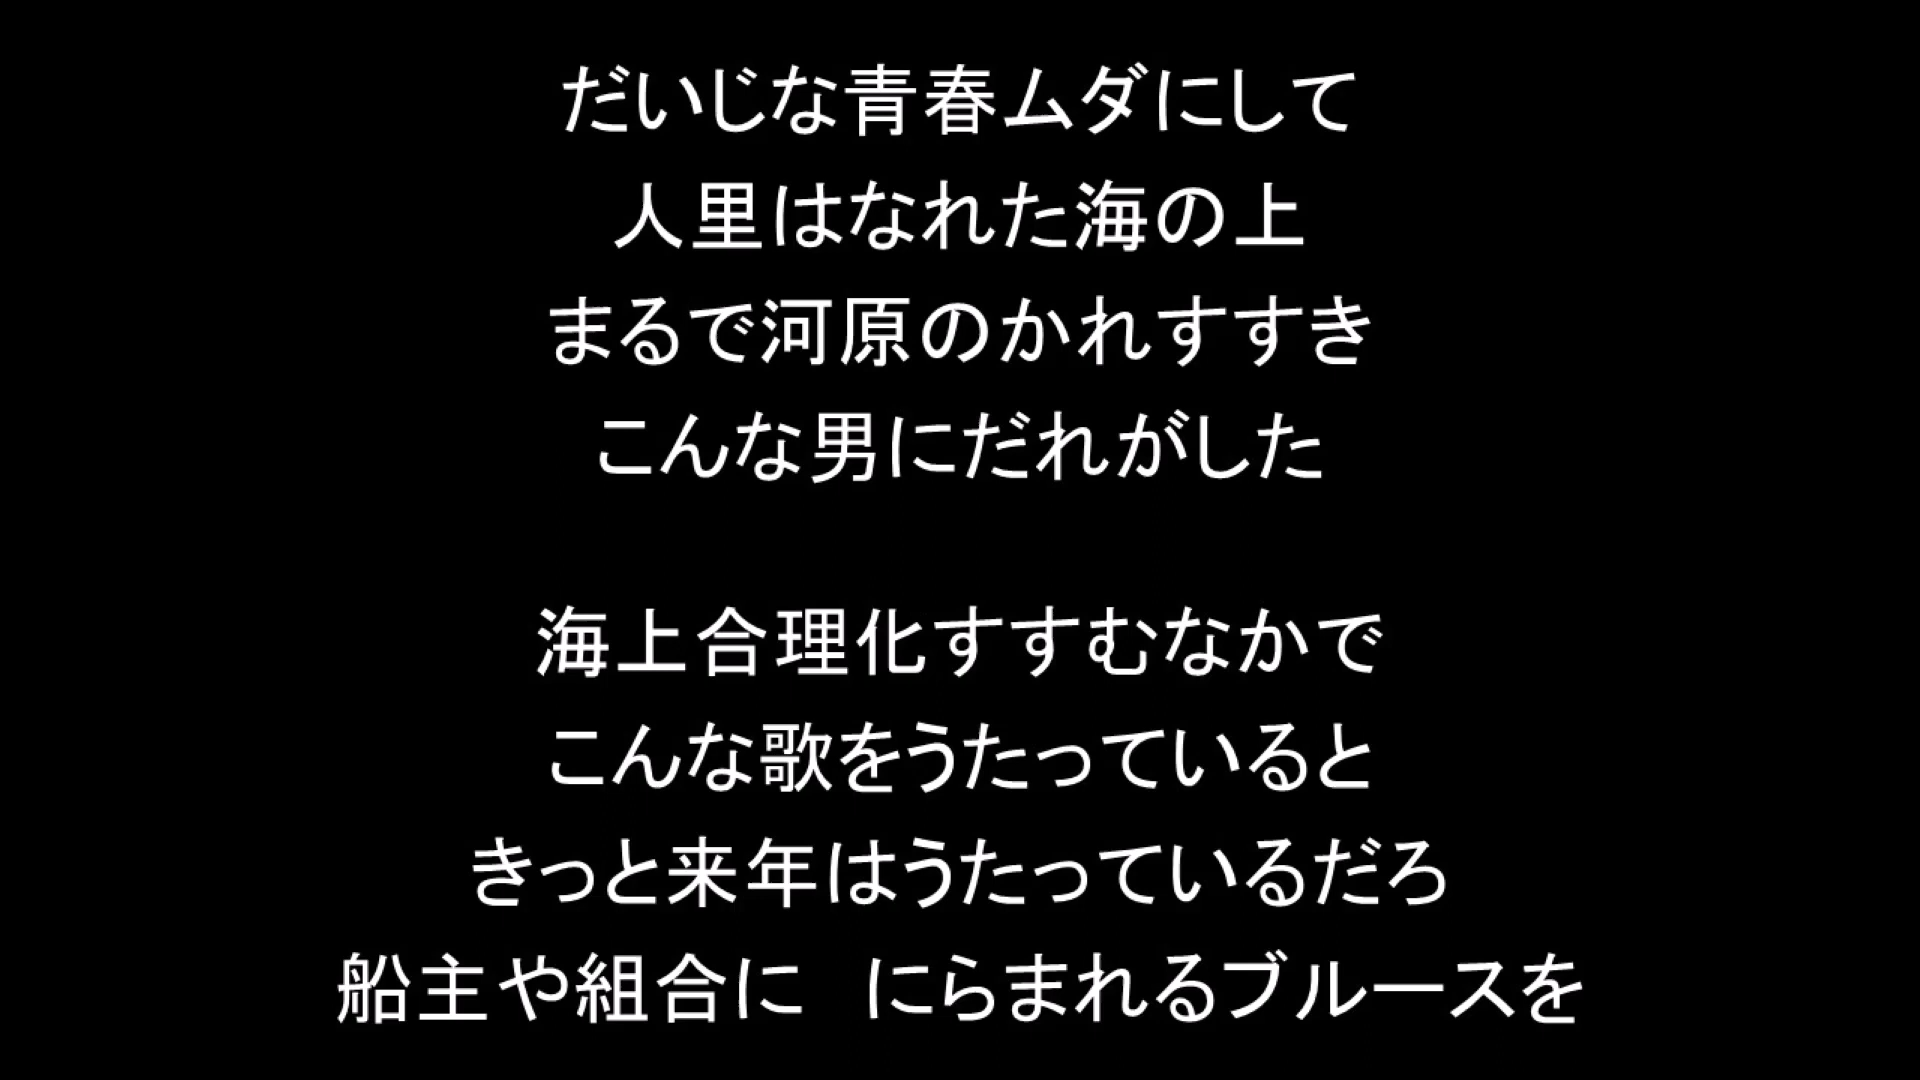 だいじな青春ムダにして
人里はなれた海の上
まるで河原のかれすすき
こんな男にだれがした
海上合理化すすむなかで
こんな歌をうたっていると
きっと来年はうたっているだろ
船主や組合に　にらまれるブルースを